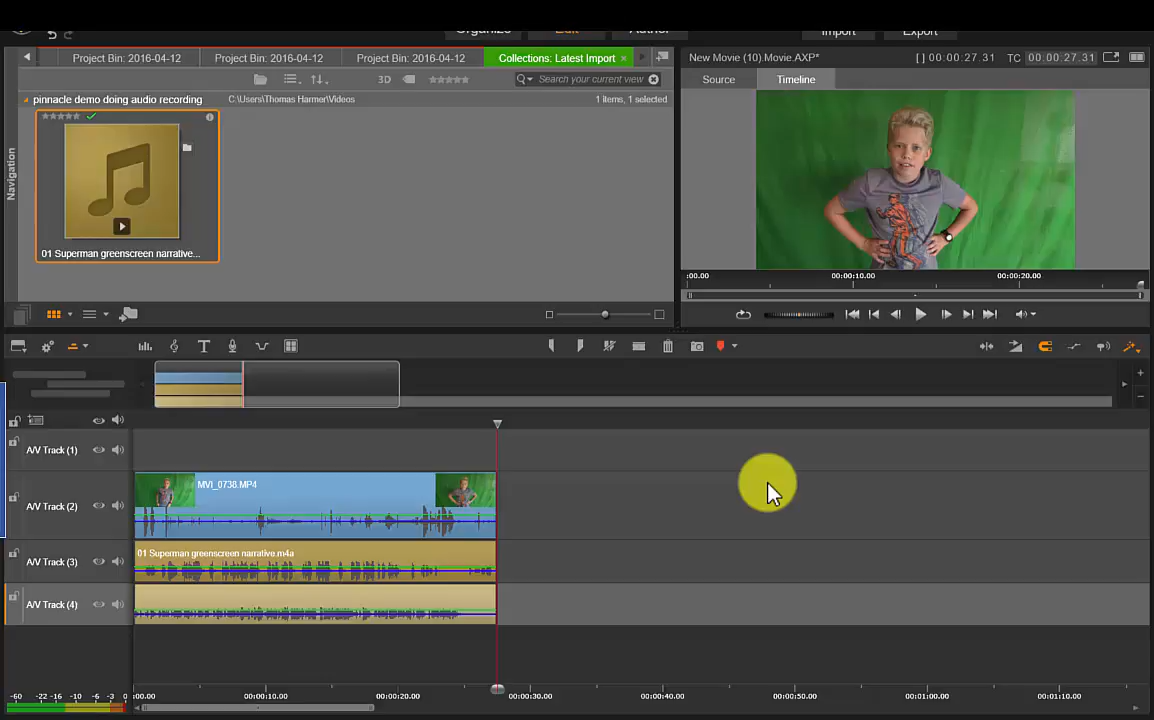 Organize Edit Author Import Export
Project Bin: 2016-04-12 Project Bin: 2016-04-12 Project Bin: 2016-04-12 Collections: Latest Import ×
New Movie (10).Movie.AXP* [ ] 00:00:27.31 TC 00:00:27.31
3D Search your current view
Source Timeline
pinnacle demo doing audio recording C:\Users\Thomas Harmer\Videos 1 items, 1 selected
Navigation
01 Superman greenscreen narrative...
:00.00 00:00:10.00 00:00:20.00
A/V Track (1)
MVI_0738.MP4
A/V Track (2)
01 Superman greenscreen narrative.m4a
A/V Track (3)
A/V Track (4)
-60 -22 -16 -10 -6 -3 0 :00.00 00:00:10.00 00:00:20.00 00:00:30.00 00:00:40.00 00:00:50.00 00:01:00.00 00:01:10.00